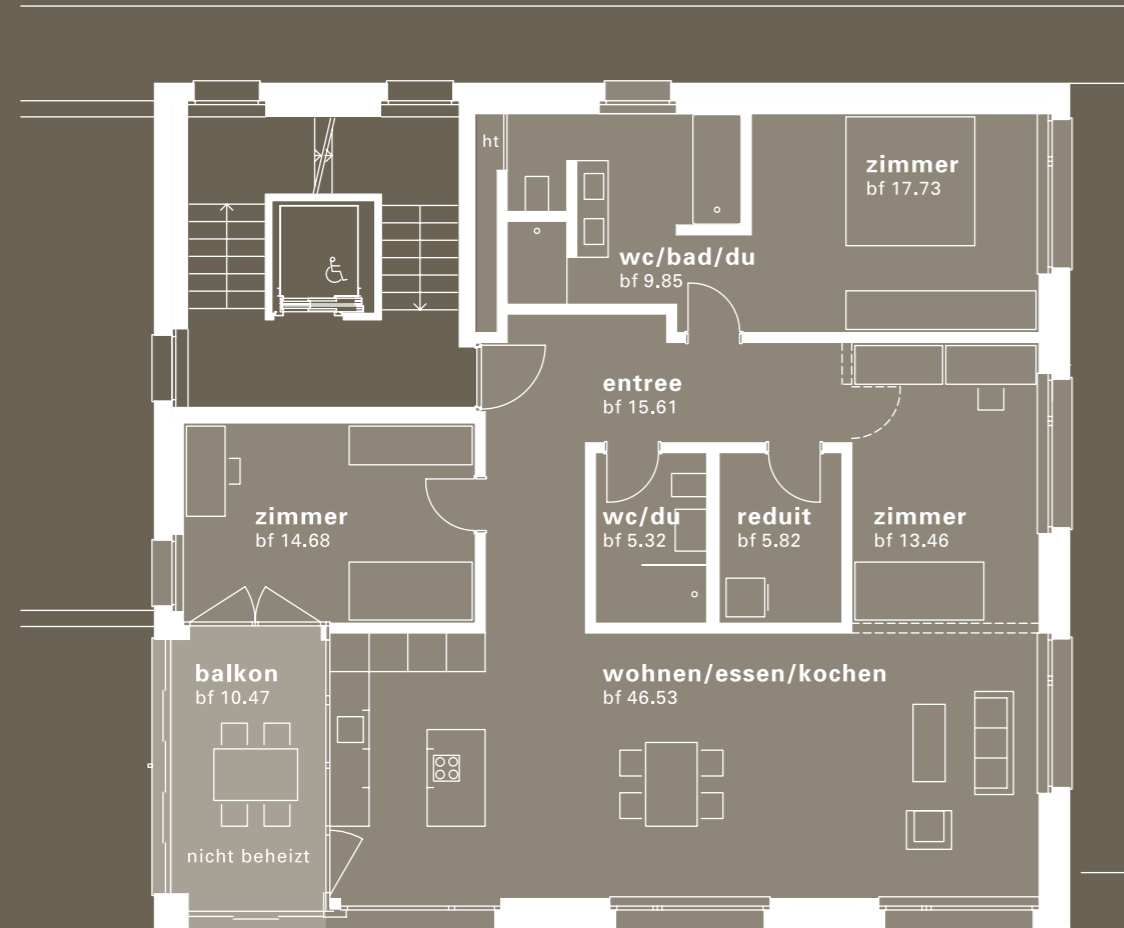 ht
zimmer
bf 17.73
wc/bad/du
bf 9.85
entree
bf 15.61
zimmer
bf 14.68
wc/du
bf 5.32
reduit
bf 5.82
zimmer
bf 13.46
balkon
bf 10.47
wohnen/essen/kochen
bf 46.53
nicht beheizt